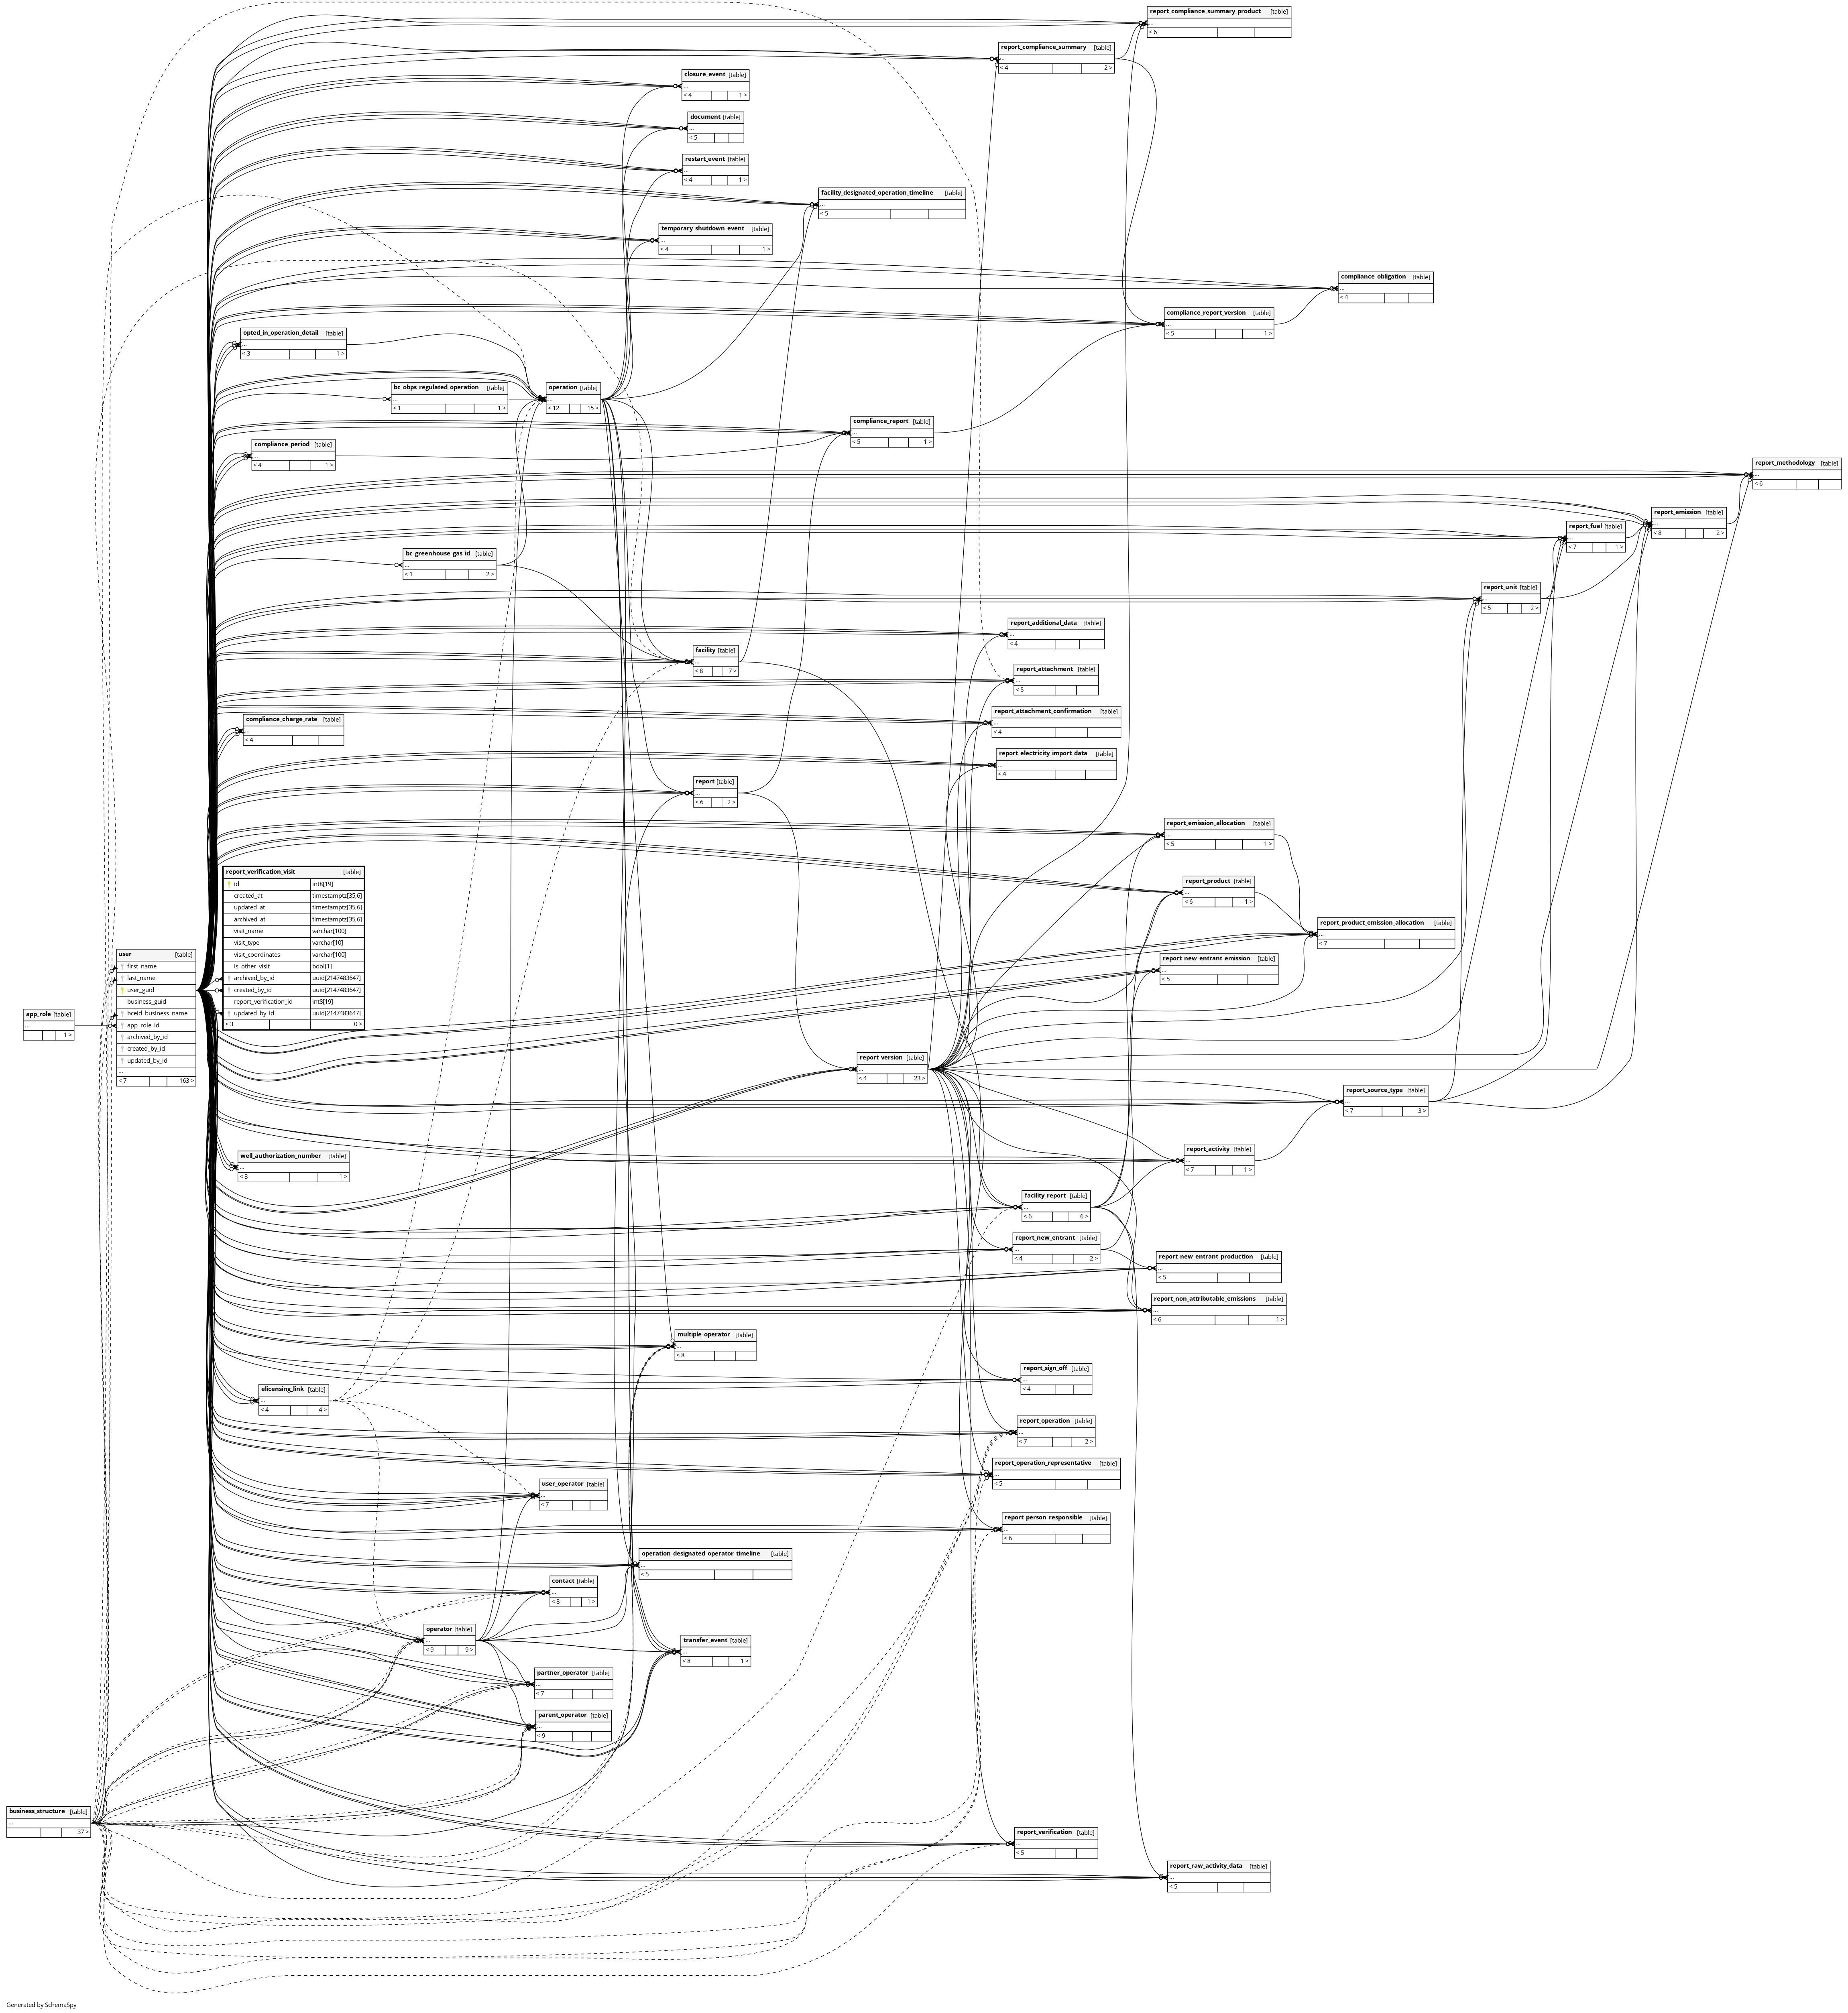 report_compliance_summary_product [table]
...
< 6
report_compliance_summary [table]
...
< 4 2 >
closure_event [table]
...
< 4 1 >
document [table]
...
< 5
restart_event [table]
...
< 4 1 >
facility_designated_operation_timeline [table]
...
< 5
temporary_shutdown_event [table]
...
< 4 1 >
compliance_obligation [table]
...
< 4
compliance_report_version [table]
...
< 5 1 >
opted_in_operation_detail [table]
...
< 3 1 >
bc_obps_regulated_operation [table]
...
< 1 1 >
operation [table]
...
< 12 15 >
compliance_report [table]
...
< 5 1 >
compliance_period [table]
...
< 4 1 >
report_methodology [table]
...
< 6
report_emission [table]
...
< 8 2 >
report_fuel [table]
...
< 7 1 >
bc_greenhouse_gas_id [table]
...
< 1 2 >
report_unit [table]
...
< 5 2 >
report_additional_data [table]
...
< 4
facility [table]
...
< 8 7 >
report_attachment [table]
...
< 5
report_attachment_confirmation [table]
...
< 4
compliance_charge_rate [table]
...
< 4
report_electricity_import_data [table]
...
< 4
report [table]
...
< 6 2 >
report_emission_allocation [table]
...
< 5 1 >
report_product [table]
...
< 6 1 >
report_verification_visit [table]
id int8[19]
created_at timestamptz[35,6]
updated_at timestamptz[35,6]
archived_at timestamptz[35,6]
visit_name varchar[100]
visit_type varchar[10]
visit_coordinates varchar[100]
is_other_visit bool[1]
archived_by_id uuid[2147483647]
created_by_id uuid[2147483647]
report_verification_id int8[19]
updated_by_id uuid[2147483647]
< 3 0 >
report_product_emission_allocation [table]
...
< 7
user [table]
first_name
last_name
user_guid
business_guid
bceid_business_name
app_role_id
archived_by_id
created_by_id
updated_by_id
...
< 7 163 >
report_new_entrant_emission [table]
...
< 5
app_role [table]
...
1 >
report_version [table]
...
< 4 23 >
report_source_type [table]
...
< 7 3 >
report_activity [table]
...
< 7 1 >
well_authorization_number [table]
...
< 3 1 >
facility_report [table]
...
< 6 6 >
report_new_entrant [table]
...
< 4 2 >
report_new_entrant_production [table]
...
< 5
report_non_attributable_emissions [table]
...
< 6 1 >
multiple_operator [table]
...
< 8
report_sign_off [table]
...
< 4
elicensing_link [table]
...
< 4 4 >
report_operation [table]
...
< 7 2 >
report_operation_representative [table]
...
< 5
user_operator [table]
...
< 7
report_person_responsible [table]
...
< 6
operation_designated_operator_timeline [table]
...
< 5
contact [table]
...
< 8 1 >
operator [table]
...
< 9 9 >
transfer_event [table]
...
< 8 1 >
partner_operator [table]
...
< 7
parent_operator [table]
...
< 9
business_structure [table]
...
37 >
report_verification [table]
...
< 5
report_raw_activity_data [table]
...
< 5
Generated by SchemaSpy